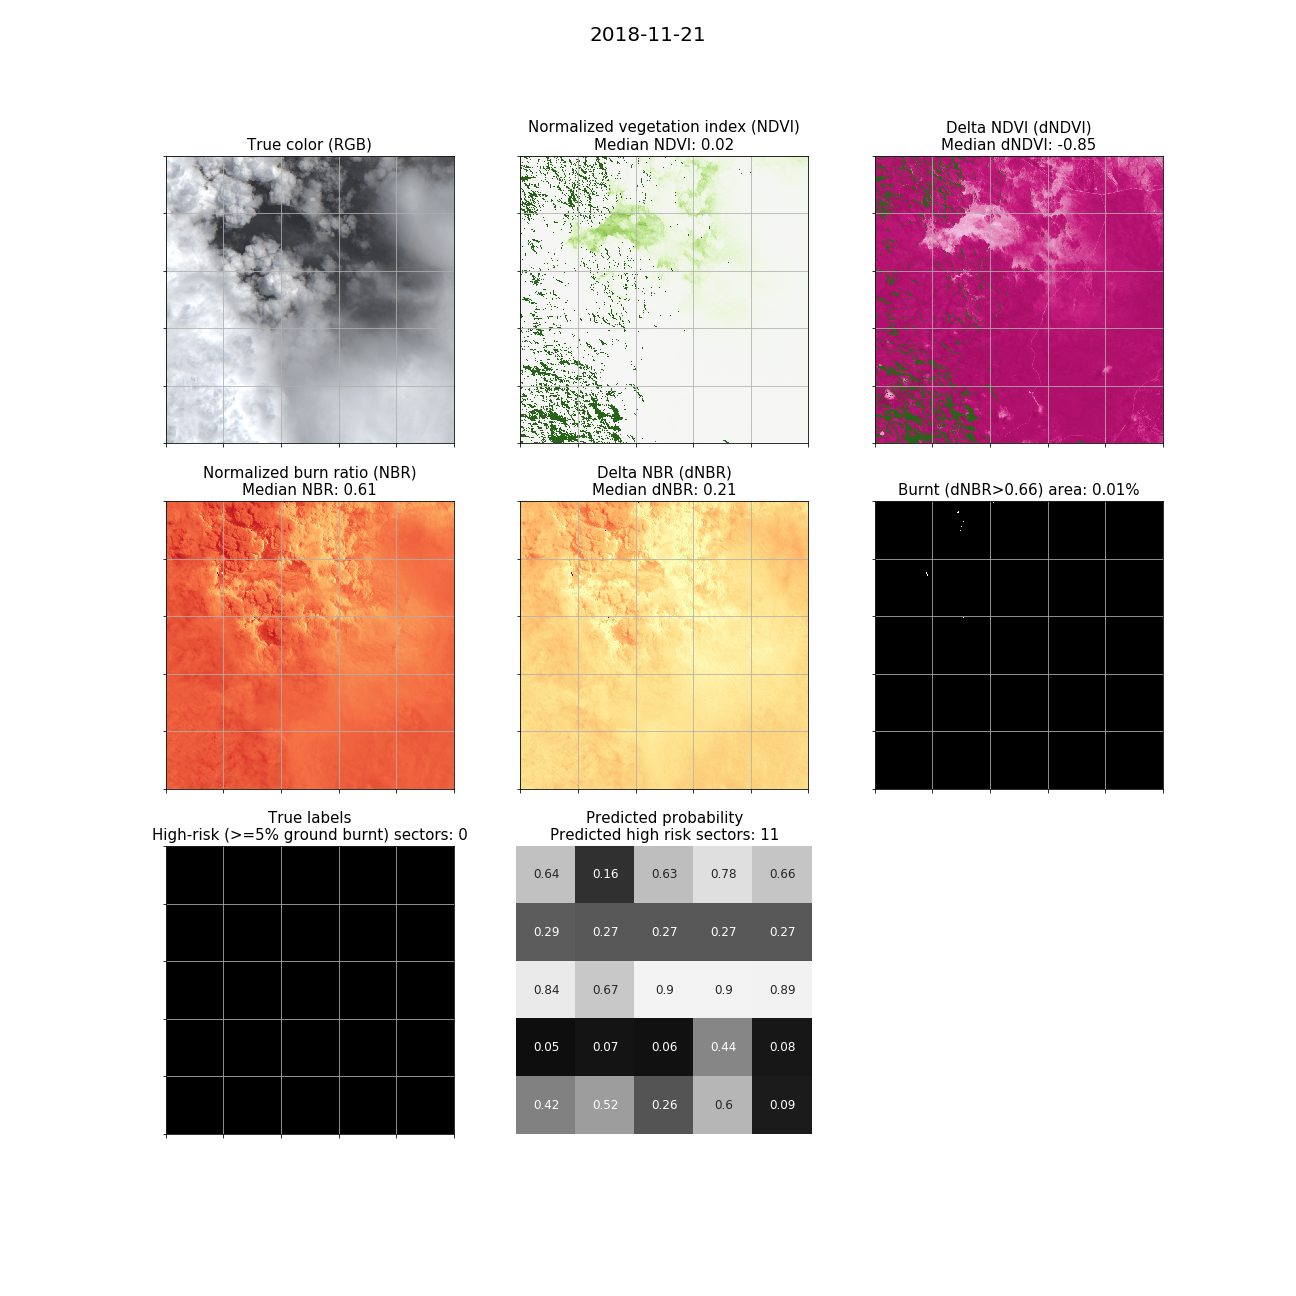 2018-11-21
True color (RGB)
Normalized vegetation index (NDVI)
Median NDVI: 0.02
Delta NDVI (dNDVI)
Median dNDVI: -0.85
Normalized burn ratio (NBR)
Median NBR: 0.61
Delta NBR (dNBR)
Median dNBR: 0.21
Burnt (dNBR>0.66) area: 0.01%
True labels
High-risk (>=5% ground burnt) sectors: 0
Predicted probability
Predicted high risk sectors: 11
0.64 0.16 0.63 0.78 0.66
0.29 0.27 0.27 0.27 0.27
0.84 0.67 0.9 0.9 0.89
0.05 0.07 0.06 0.44 0.08
0.42 0.52 0.26 0.6 0.09